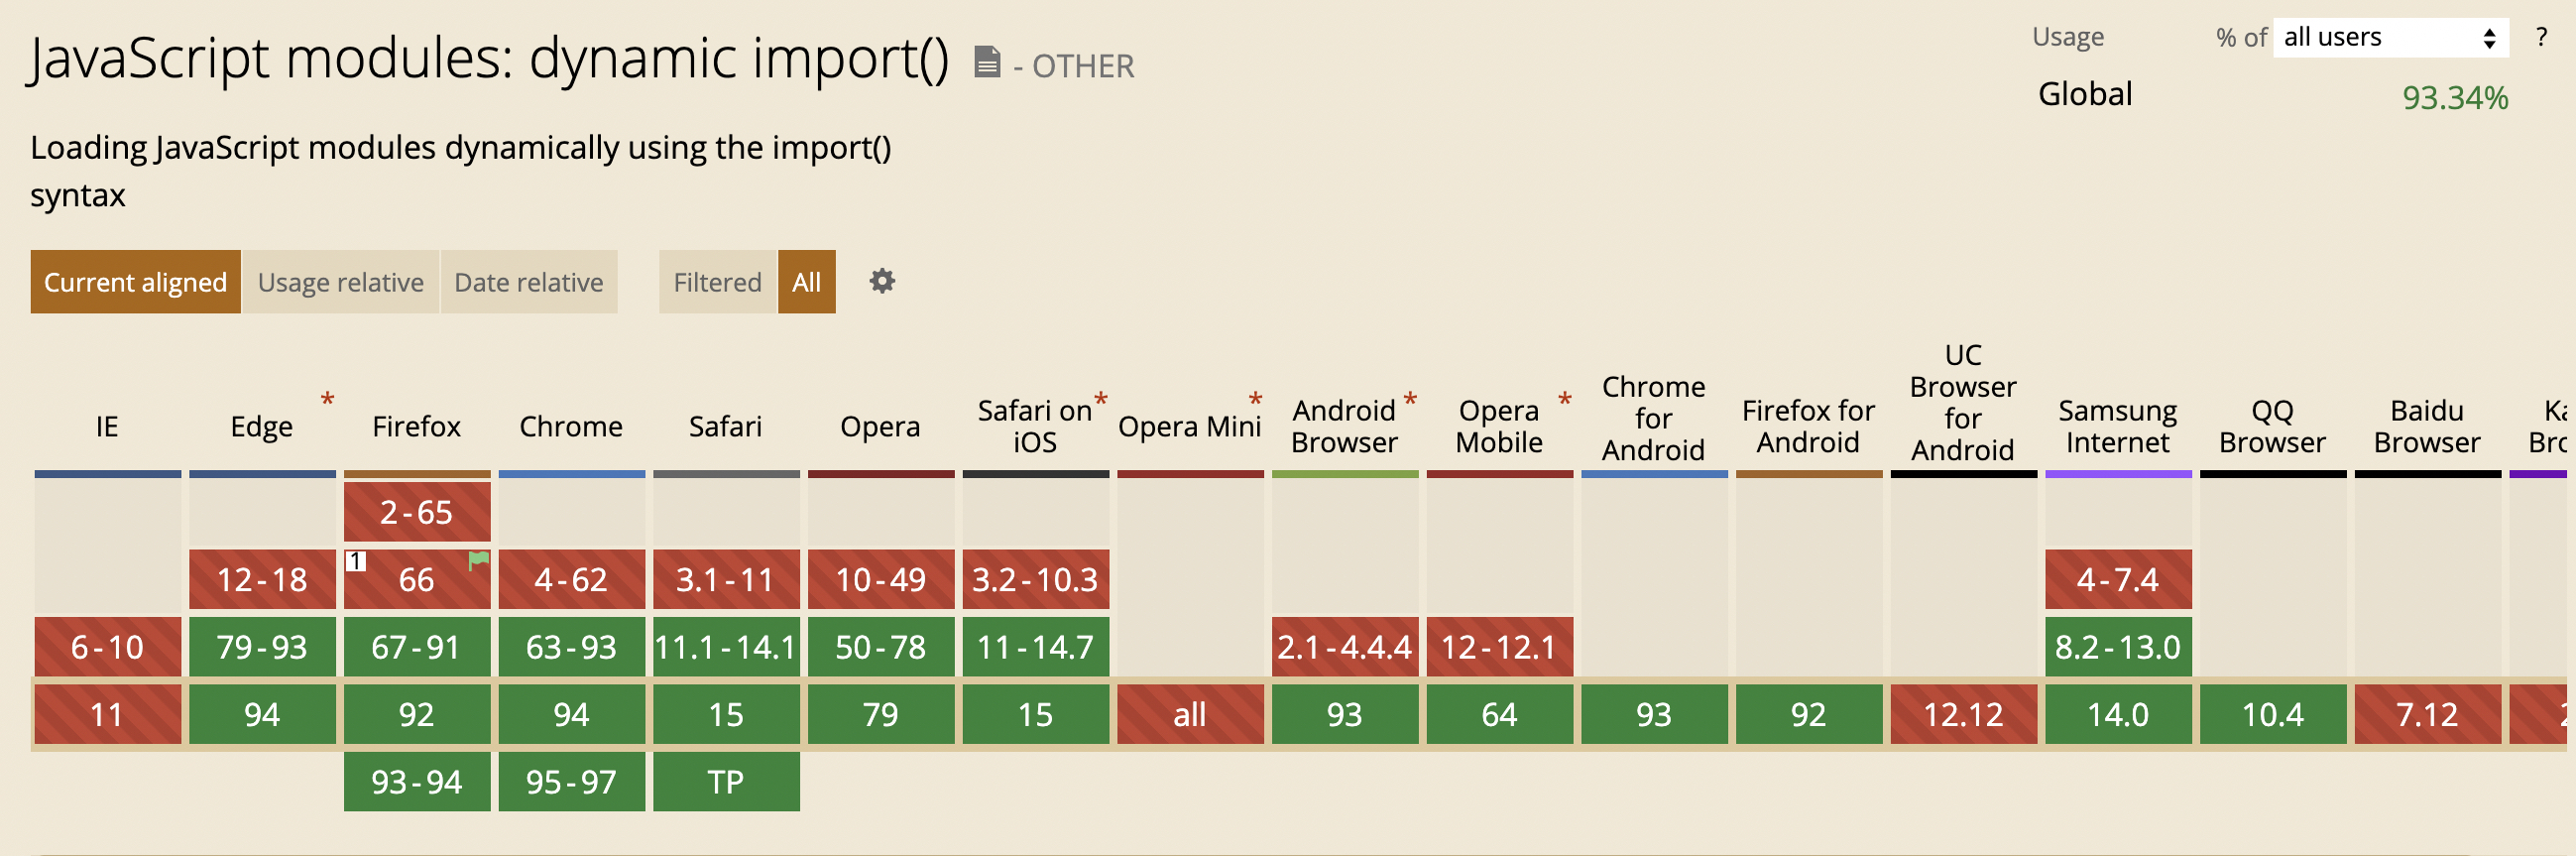 JavaScript modules: dynamic import() - OTHER
Usage % of all users ?
Global 93.34%
Loading JavaScript modules dynamically using the import()
syntax
Current aligned Usage relative Date relative Filtered All
IE
Edge *
Firefox
Chrome
Safari
Opera
Safari on *
iOS
Opera Mini *
Android *
Browser
Opera *
Mobile
Chrome
for
Android
Firefox for
Android
UC
Browser
for
Android
Samsung
Internet
QQ
Browser
Baidu
Browser
2-65
12-18 1 66 4-62 3.1-11 10-49 3.2-10.3 4-7.4
6-10 79-93 67-91 63-93 11.1-14.1 50-78 11-14.7 2.1-4.4.4 12-12.1 8.2-13.0
11 94 92 94 15 79 15 all 93 64 93 92 12.12 14.0 10.4 7.12
93-94 95-97 TP